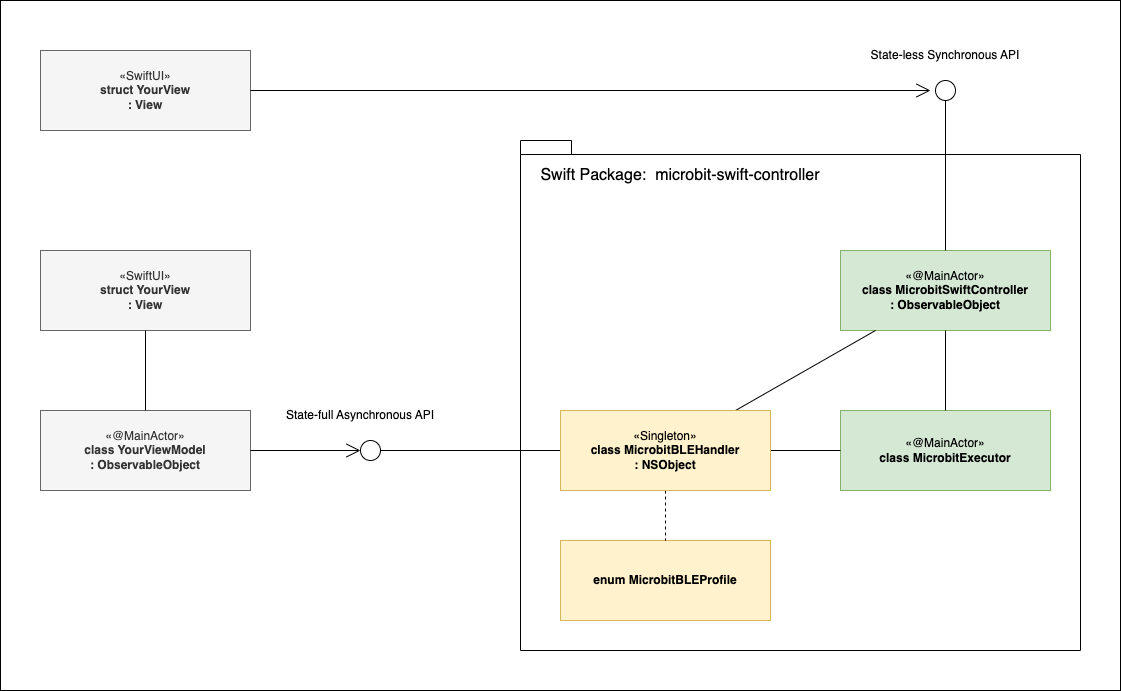 State-less Synchronous API
«SwiftUI»
struct YourView
: View
Swift Package:  microbit-swift-controller
«SwiftUI»
struct YourView
: View
«@MainActor»
class MicrobitSwiftController
: ObservableObject
State-full Asynchronous API
«@MainActor»
class YourViewModel
: ObservableObject
«Singleton»
class MicrobitBLEHandler
: NSObject
«@MainActor»
class MicrobitExecutor
enum MicrobitBLEProfile